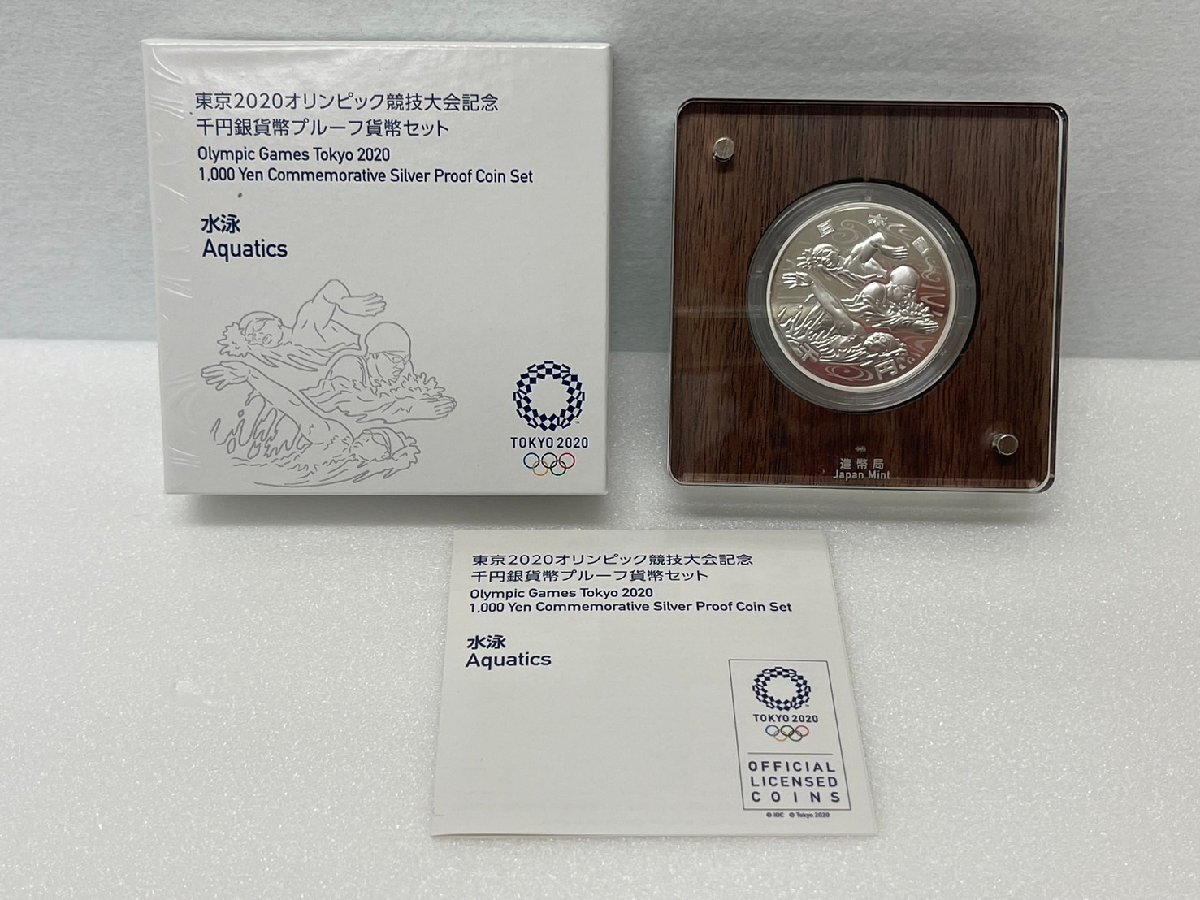 東京2020オリンピック競技大会記念
千円銀貨幣プルーフ貨幣セット
Olympic Games Tokyo 2020
1,000 Yen Commemorative Silver Proof Coin Set
水泳
Aquatics
TOKYO 2020
造幣局
Japan Mint
東京2020オリンピック競技大会記念
千円銀貨幣プルーフ貨幣セット
Olympic Games Tokyo 2020
1,000 Yen Commemorative Silver Proof Coin Set
水泳
Aquatics
TOKYO 2020
OFFICIAL
LICENSED
COINS
© IOC © Tokyo 2020